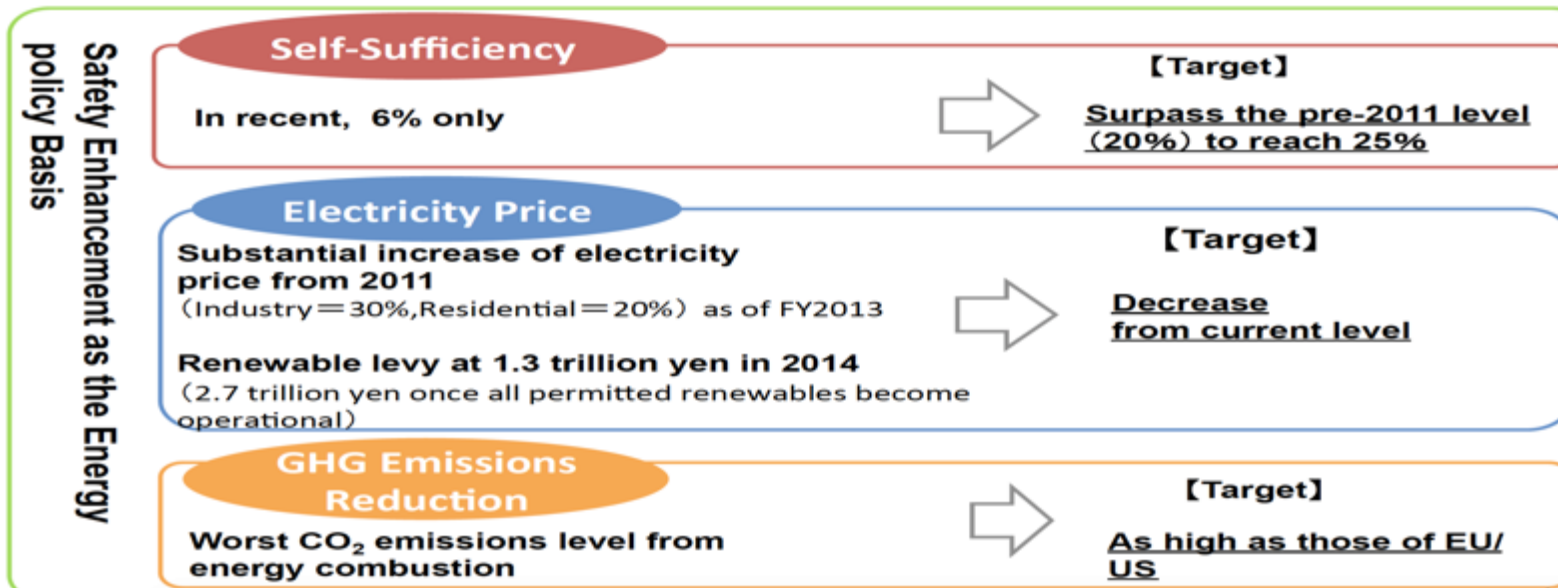 Safety Enhancement as the Energy
policy Basis
Self-Sufficiency
In recent, 6% only
【Target】
Surpass the pre-2011 level
（20%）to reach 25%
Electricity Price
Substantial increase of electricity
price from 2011
（Industry＝30%,Residential＝20%）as of FY2013
Renewable levy at 1.3 trillion yen in 2014
（2.7 trillion yen once all permitted renewables become
operational）
【Target】
Decrease
from current level
GHG Emissions
Reduction
Worst CO₂ emissions level from
energy combustion
【Target】
As high as those of EU/
US